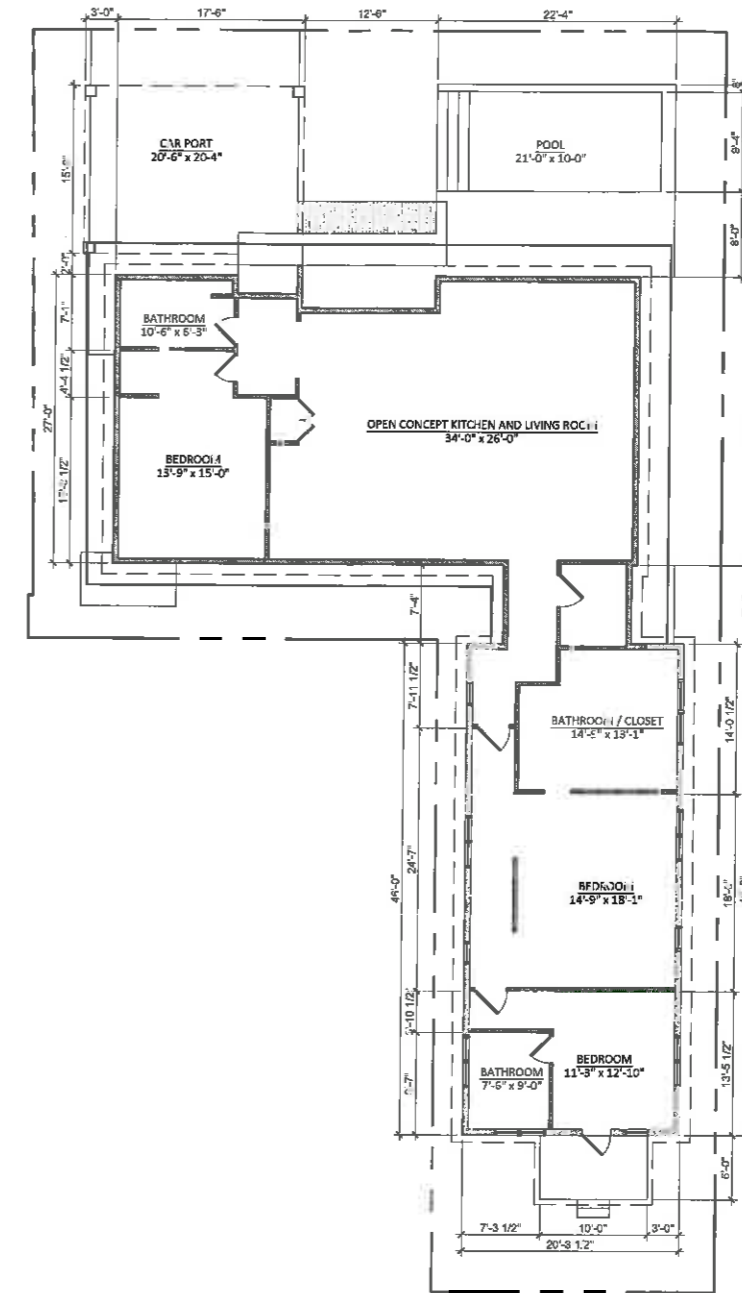 3'-0"
17'-6"
12'-6"
22'-4"
CAR PORT
20'-6" x 20-4"
POOL
21'-0" x 10-0"
9'-4"
8'-0"
2'-0"
7'-1"
4'-4 1/2"
27'-0"
BATHROOM
10'-6" x 6'-3"
OPEN CONCEPT KITCHEN AND LIVING ROOM
34'-0" x 26'-0"
BEDROOM
13'-9" x 15'-0"
7'-4"
7'-11 1/2"
BATHROOM / CLOSET
14'-0 1/2"
24'-7"
46'-0"
BEDROOM
14'-9" x 18'-1"
BEDROOM
11'-3" x 12'-10"
BATHROOM
7'-6" x 9'-0"
13'-5 1/2"
6'-0"
7'-3 1/2"
10'-0"
3'-0"
20'-3 1/2"